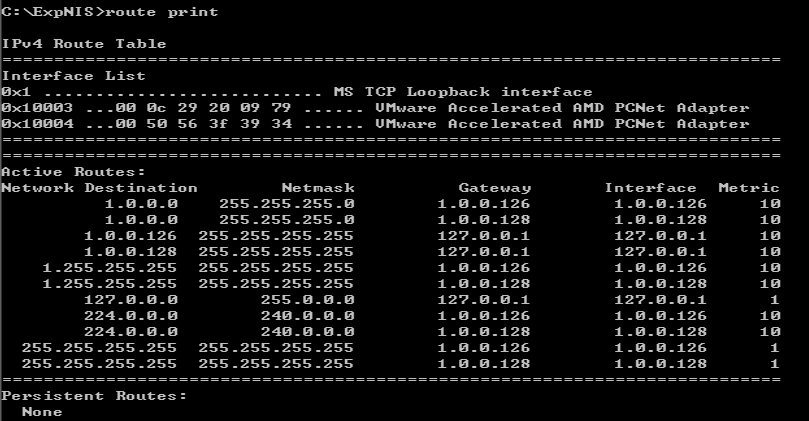 C:\ExpNIS>route print
IPv4 Route Table
===========================================================================
Interface List
0x1 ........................... MS TCP Loopback interface
0x10003 ...00 0c 29 20 09 79 ...... VMware Accelerated AMD PCNet Adapter
0x10004 ...00 50 56 3f 39 34 ...... VMware Accelerated AMD PCNet Adapter
===========================================================================
===========================================================================
Active Routes:
Network Destination        Netmask          Gateway       Interface  Metric
1.0.0.0    255.255.255.0    1.0.0.126    1.0.0.126    10
1.0.0.0    255.255.255.0    1.0.0.128    1.0.0.128    10
1.0.0.126    255.255.255.255    127.0.0.1    127.0.0.1    10
1.0.0.128    255.255.255.255    127.0.0.1    127.0.0.1    10
1.255.255.255    255.255.255.255    1.0.0.126    1.0.0.126    10
1.255.255.255    255.255.255.255    1.0.0.128    1.0.0.128    10
127.0.0.0    255.0.0.0    127.0.0.1    127.0.0.1    1
224.0.0.0    240.0.0.0    1.0.0.126    1.0.0.126    10
224.0.0.0    240.0.0.0    1.0.0.128    1.0.0.128    10
255.255.255.255    255.255.255.255    1.0.0.126    1.0.0.126    1
255.255.255.255    255.255.255.255    1.0.0.128    1.0.0.128    1
===========================================================================
Persistent Routes:
None